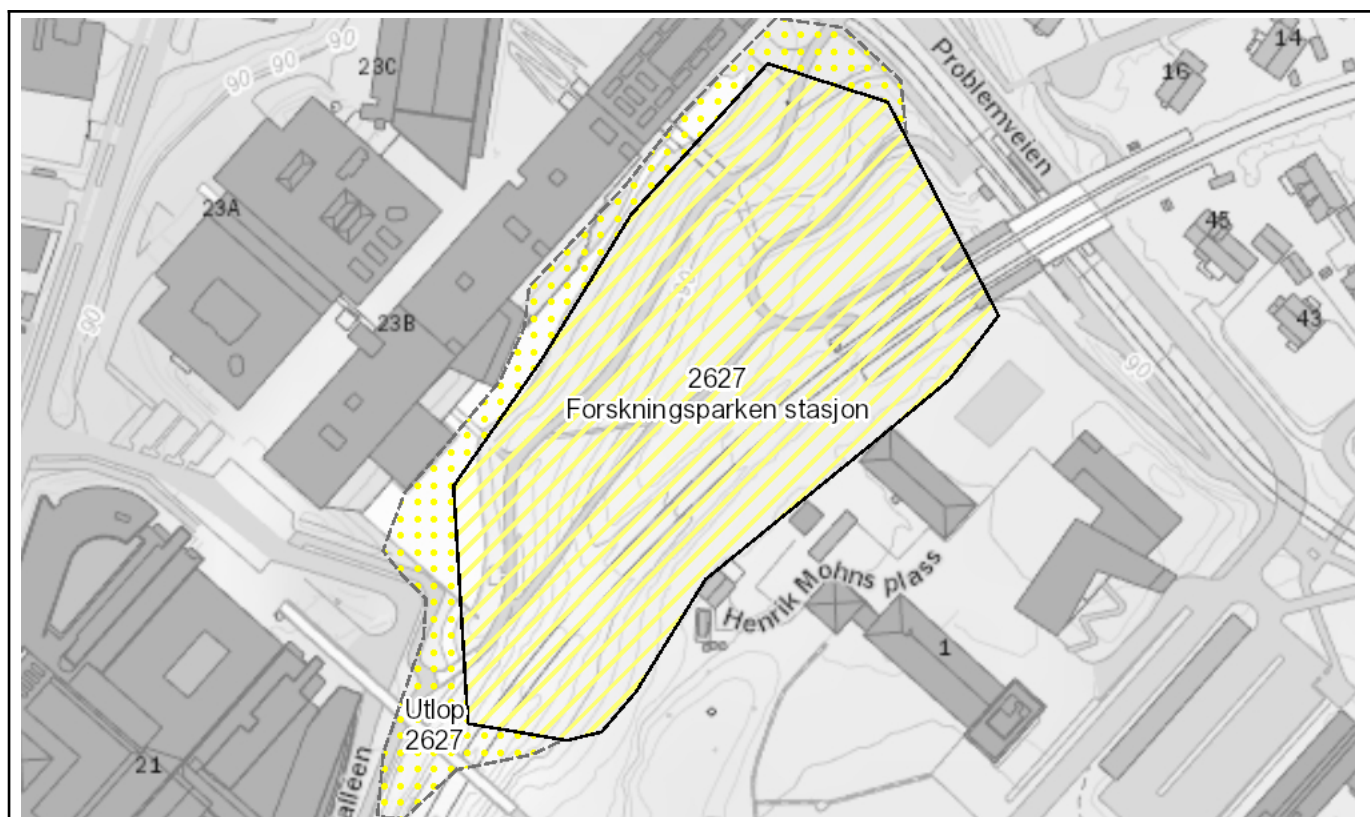 90
90
90
23C
Problemveien
14
16
23A
45
90
43
90
23B
90
2627
Forskningsparken stasjon
Henrik Mohns plass
1
Utlop
2627
21
alleen